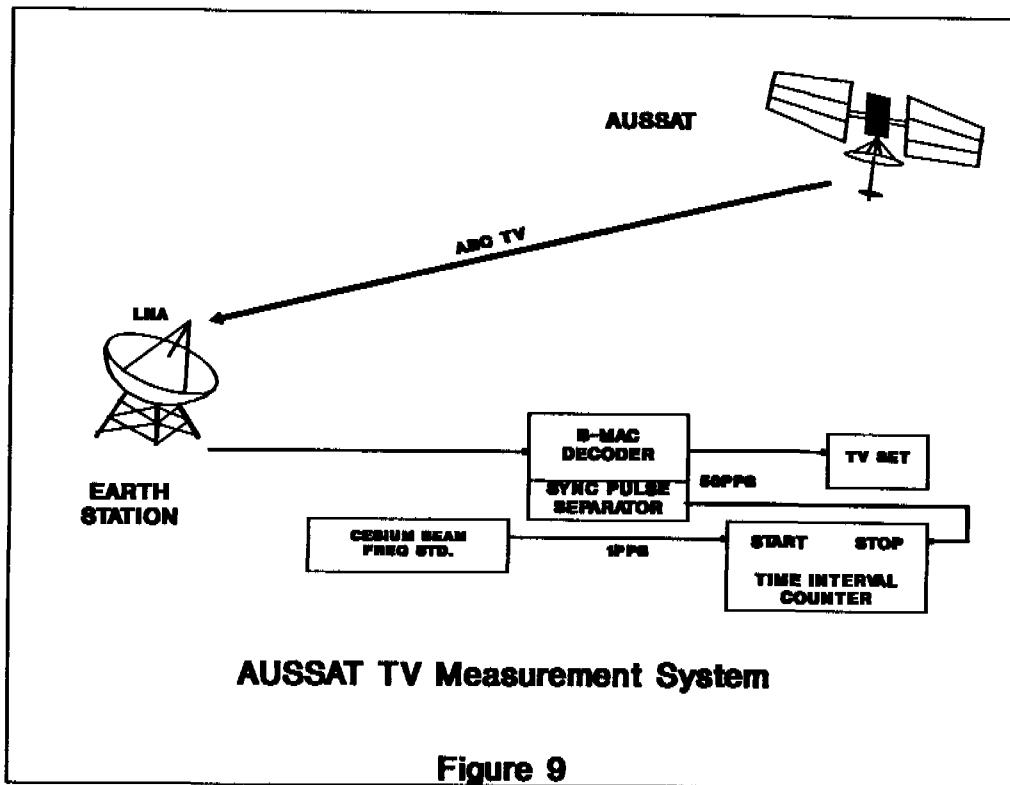 AUSSAT
ABC TV
LNA
EARTH
STATION
B-MAC
DECODER
SYNC PULSE
SEPARATOR
50PPS
TV SET
CESIUM BEAM
FREQ STD.
1PPS
START STOP
TIME INTERVAL
COUNTER
AUSSAT TV Measurement System
Figure 9